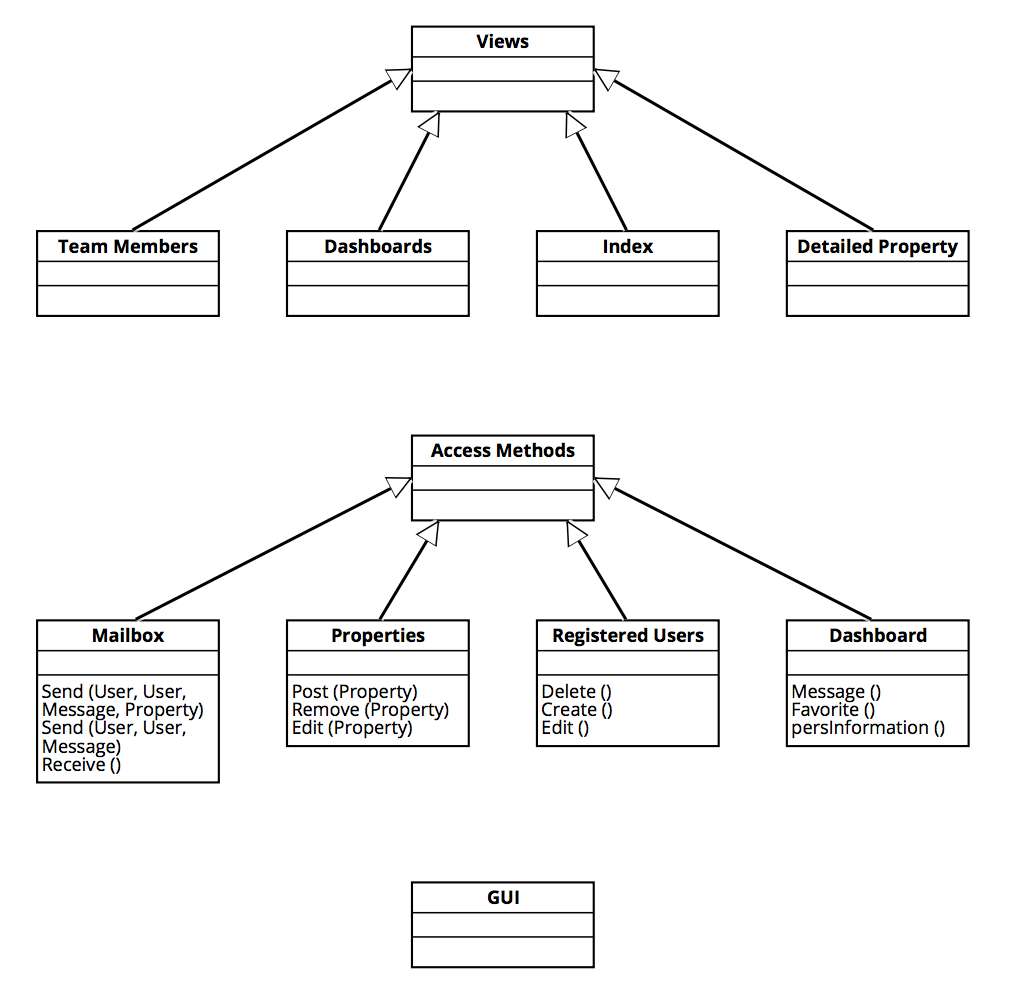 Views
Team Members
Dashboards
Index
Detailed Property
Access Methods
Mailbox
Send (User, User,
Message, Property)
Send (User, User,
Message)
Receive ()
Properties
Post (Property)
Remove (Property)
Edit (Property)
Registered Users
Delete ()
Create ()
Edit ()
Dashboard
Message ()
Favorite ()
persInformation ()
GUI